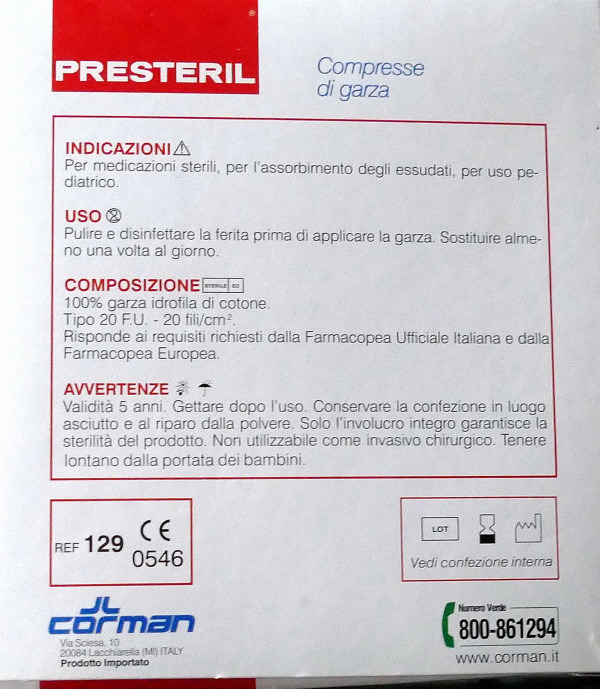 PRESTERIL
®
Compresse
di garza
INDICAZIONI
Per medicazioni sterili, per l'assorbimento degli essudati, per uso pe-
diatrico.
USO
Pulire e disinfettare la ferita prima di applicare la garza. Sostituire alme-
no una volta al giorno.
COMPOSIZIONE STERILE EO
100% garza idrofila di cotone.
Tipo 20 F.U. - 20 fili/cm².
Risponde ai requisiti richiesti dalla Farmacopea Ufficiale Italiana e dalla
Farmacopea Europea.
AVVERTENZE
Validità 5 anni. Gettare dopo l'uso. Conservare la confezione in luogo
asciutto e al riparo dalla polvere. Solo l'involucro integro garantisce la
sterilità del prodotto. Non utilizzabile come invasivo chirurgico. Tenere
lontano dalla portata dei bambini.
REF 129 CE
0546
LOT
Vedi confezione interna
corman
Via Sciesa, 10
20084 Lacchiarella (MI) ITALY
Prodotto Importato
Numero Verde
800-861294
www.corman.it